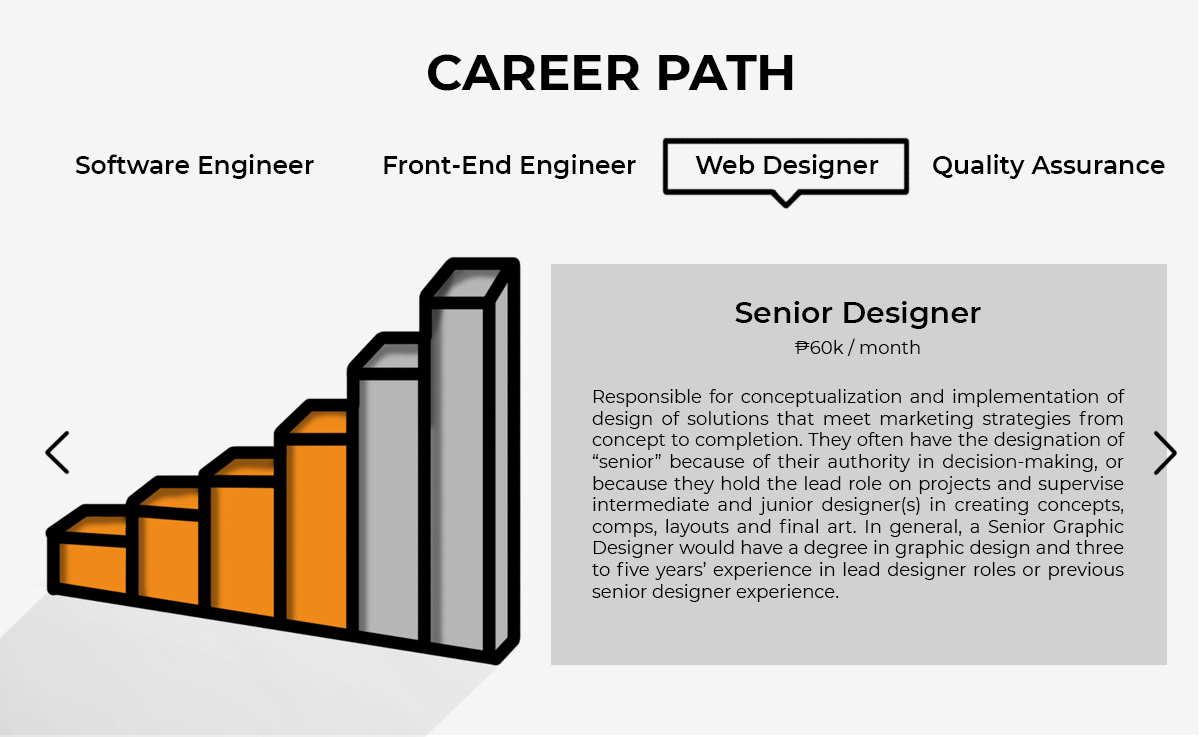 CAREER PATH
Software Engineer
Front-End Engineer
Web Designer
Quality Assurance
Senior Designer
₱60k / month
Responsible for conceptualization and implementation of
design of solutions that meet marketing strategies from
concept to completion. They often have the designation of
“senior” because of their authority in decision-making, or
because they hold the lead role on projects and supervise
intermediate and junior designer(s) in creating concepts,
comps, layouts and final art. In general, a Senior Graphic
Designer would have a degree in graphic design and three
to five years’ experience in lead designer roles or previous
senior designer experience.